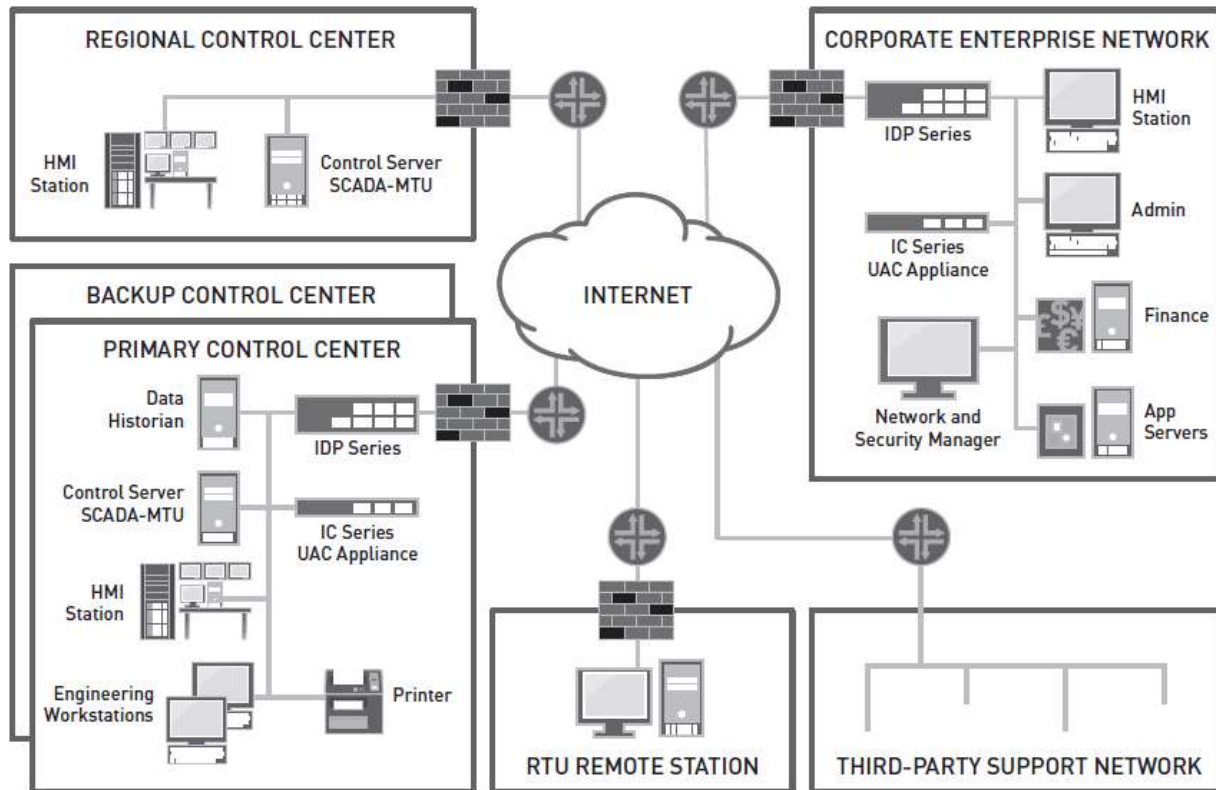 REGIONAL CONTROL CENTER
HMI
Station
Control Server
SCADA-MTU
CORPORATE ENTERPRISE NETWORK
IDP Series
HMI
Station
IC Series
UAC Appliance
Admin
Network and
Security Manager
Finance
App
Servers
INTERNET
BACKUP CONTROL CENTER
PRIMARY CONTROL CENTER
Data
Historian
IDP Series
Control Server
SCADA-MTU
IC Series
UAC Appliance
HMI
Station
Engineering
Workstations
Printer
RTU REMOTE STATION
THIRD-PARTY SUPPORT NETWORK